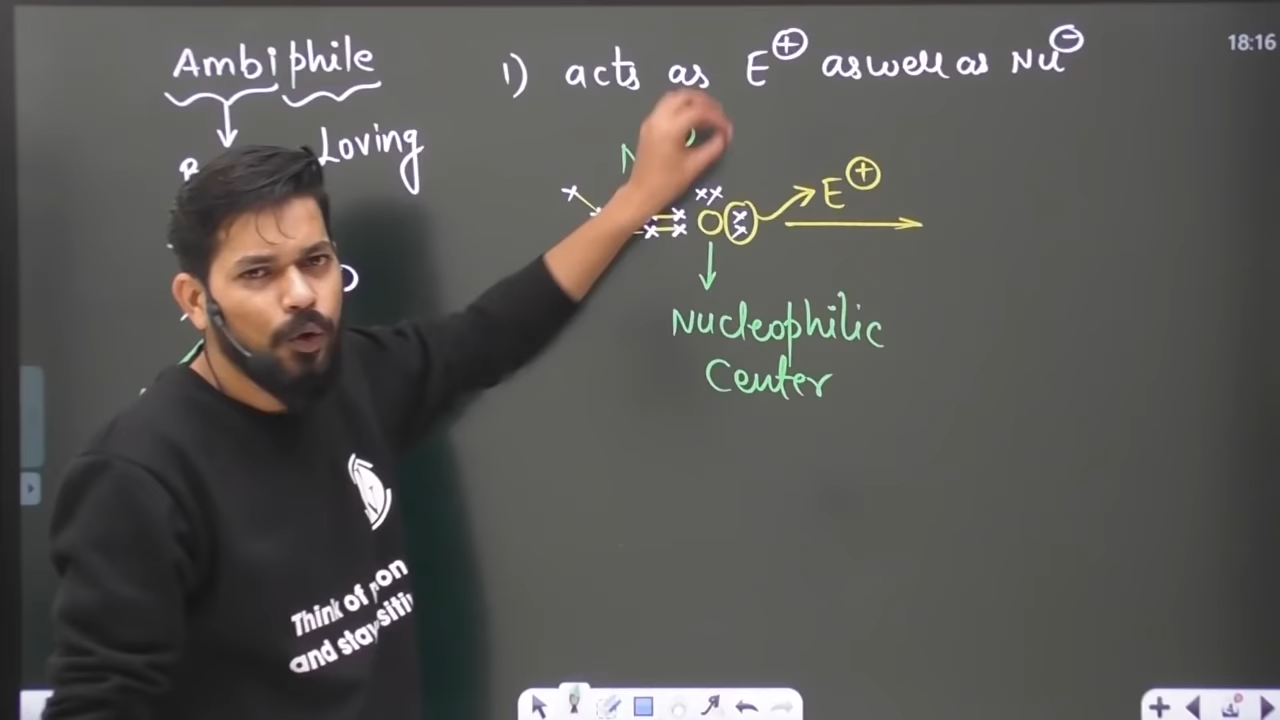 Ambiphile
Loving
1) acts as E⊕ aswell as Nu⊖
18:16
E⊕
Nucleophilic
Center
Think of
and stay